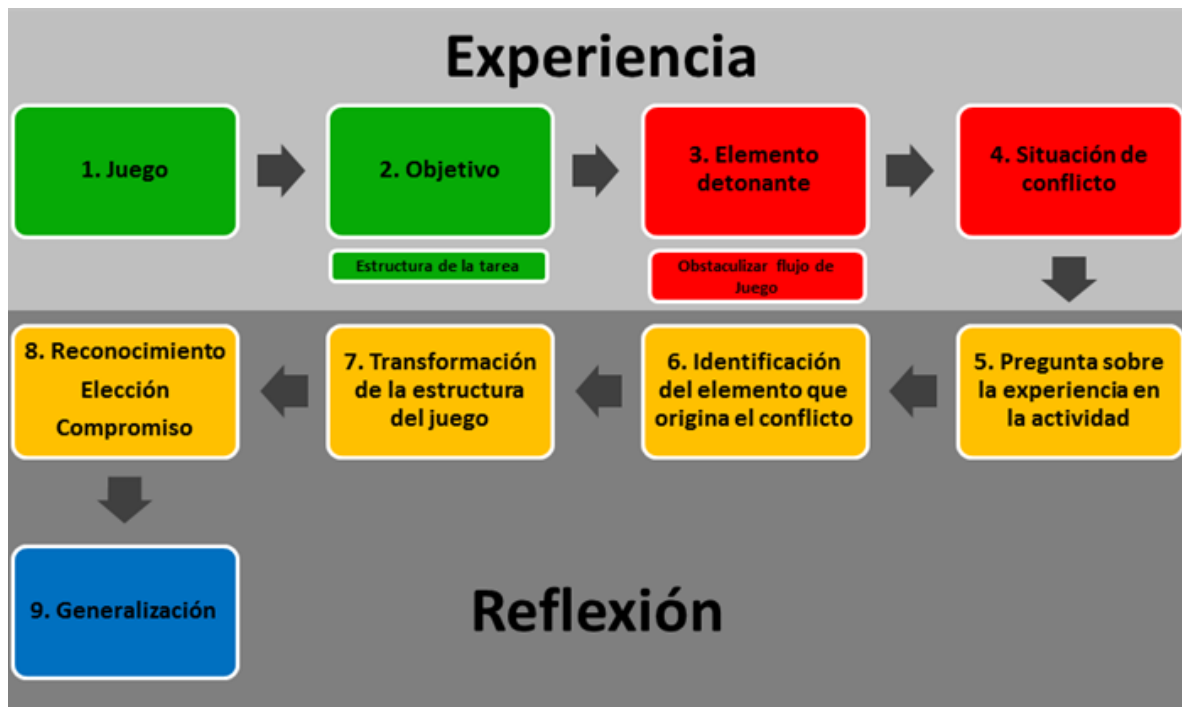 Experiencia
1. Juego
2. Objetivo
3. Elemento
detonante
4. Situación de
conflicto
Estructura de la tarea
Obstaculizar flujo de
Juego
5. Pregunta sobre
la experiencia en
la actividad
6. Identificación
del elemento que
origina el conflicto
7. Transformación
de la estructura
del juego
8. Reconocimiento
Elección
Compromiso
9. Generalización
Reflexión